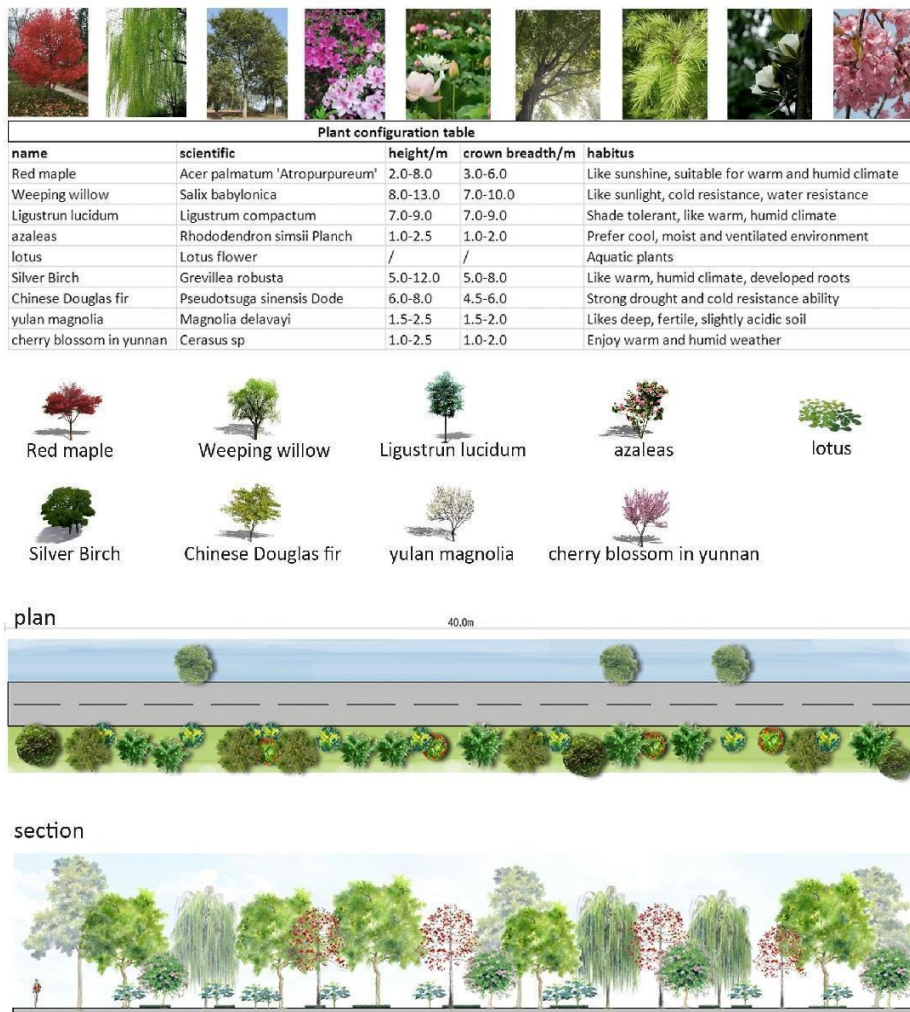 Plant configuration table
name scientific height/m crown breadth/m habitus
Red maple Acer palmatum 'Atropurpureum' 2.0-8.0 3.0-6.0 Like sunshine, suitable for warm and humid climate
Weeping willow Salix babylonica 8.0-13.0 7.0-10.0 Like sunlight, cold resistance, water resistance
Ligustrun lucidum Ligustrum compactum 7.0-9.0 7.0-9.0 Shade tolerant, like warm, humid climate
azaleas Rhododendron simsii Planch 1.0-2.5 1.0-2.0 Prefer cool, moist and ventilated environment
lotus Lotus flower / / Aquatic plants
Silver Birch Grevillea robusta 5.0-12.0 5.0-8.0 Like warm, humid climate, developed roots
Chinese Douglas fir Pseudotsuga sinensis Dode 6.0-8.0 4.5-6.0 Strong drought and cold resistance ability
yulan magnolia Magnolia delavayi 1.5-2.5 1.5-2.0 Likes deep, fertile, slightly acidic soil
cherry blossom in yunnan Cerasus sp 1.0-2.5 1.0-2.0 Enjoy warm and humid weather
Red maple Weeping willow Ligustrun lucidum azaleas lotus
Silver Birch Chinese Douglas fir yulan magnolia cherry blossom in yunnan
plan
40.0m
section